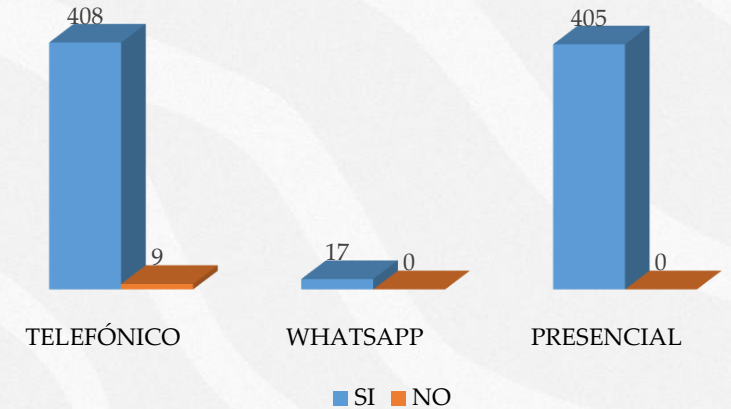 408
405
9
17
0
0
TELEFÓNICO
WHATSAPP
PRESENCIAL
SI
NO